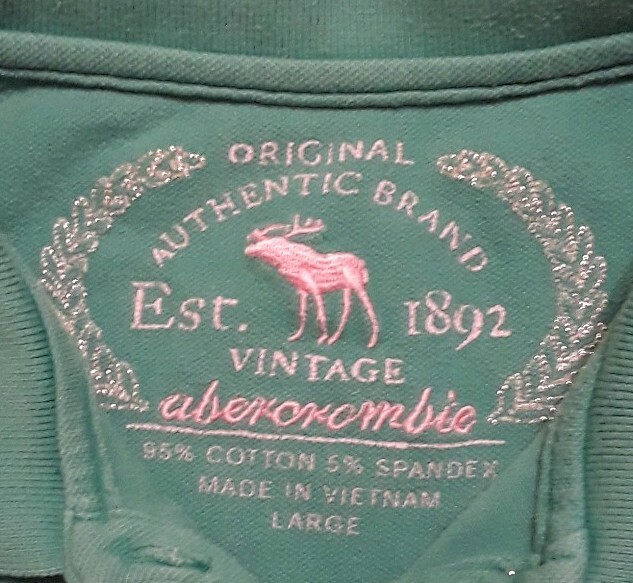 ORIGINAL
AUTHENTIC BRAND
Est. 1892
VINTAGE
abercrombie
95% COTTON 5% SPANDEX
MADE IN VIETNAM
LARGE